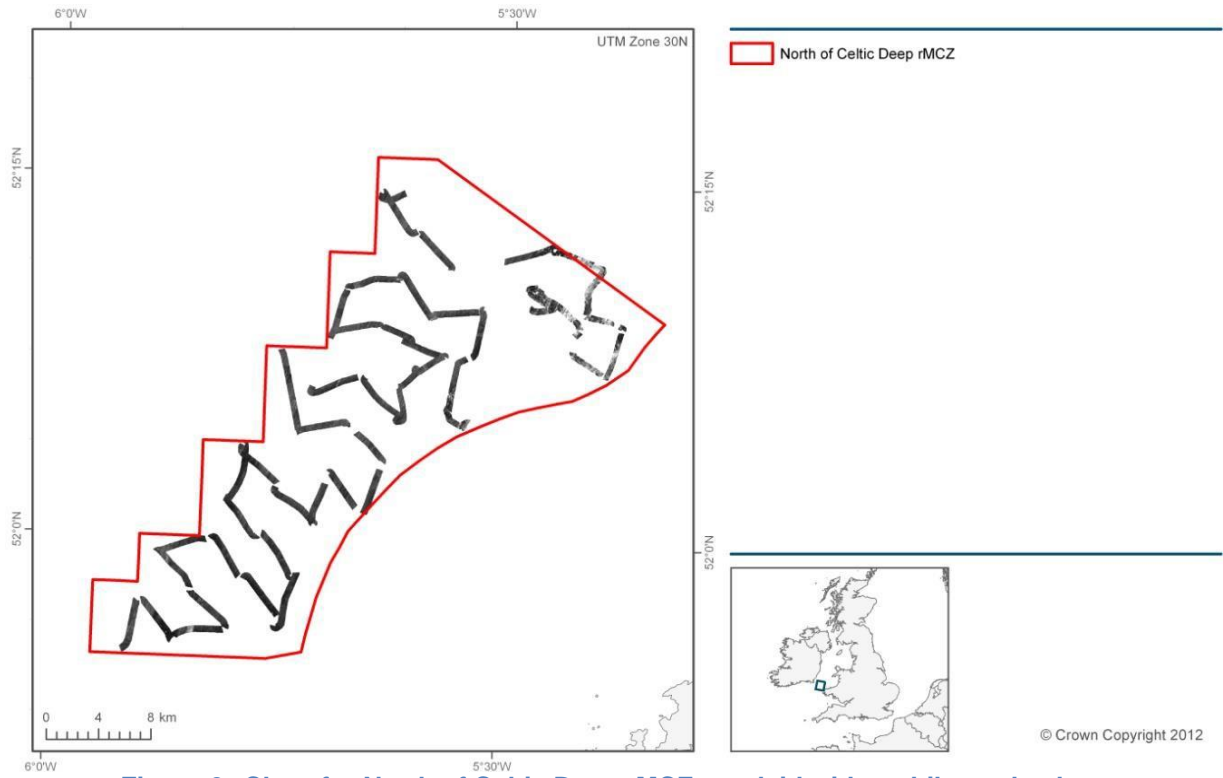 6°0'W
5°30'W
UTM Zone 30N
North of Celtic Deep rMCZ
52°15'N
52°15'N
52°0'N
52°0'N
0 4 8 km
© Crown Copyright 2012
6°0'W
5°30'W